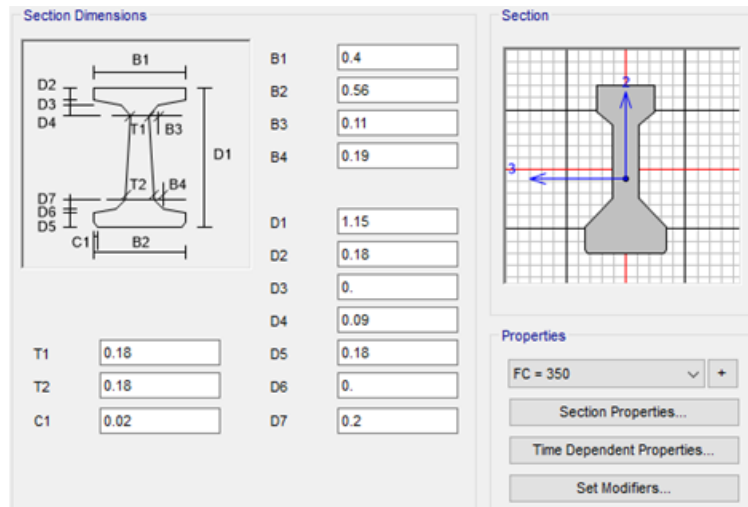 Section Dimensions
B1
D2
D3
D4
T1
B3
D1
T2
B4
D7
D6
D5
C1
B2
B1 0.4
B2 0.56
B3 0.11
B4 0.19
D1 1.15
D2 0.18
D3 0.
D4 0.09
D5 0.18
D6 0.
D7 0.2
T1 0.18
T2 0.18
C1 0.02
Section
2
3
Properties
FC = 350
+
Section Properties...
Time Dependent Properties...
Set Modifiers...